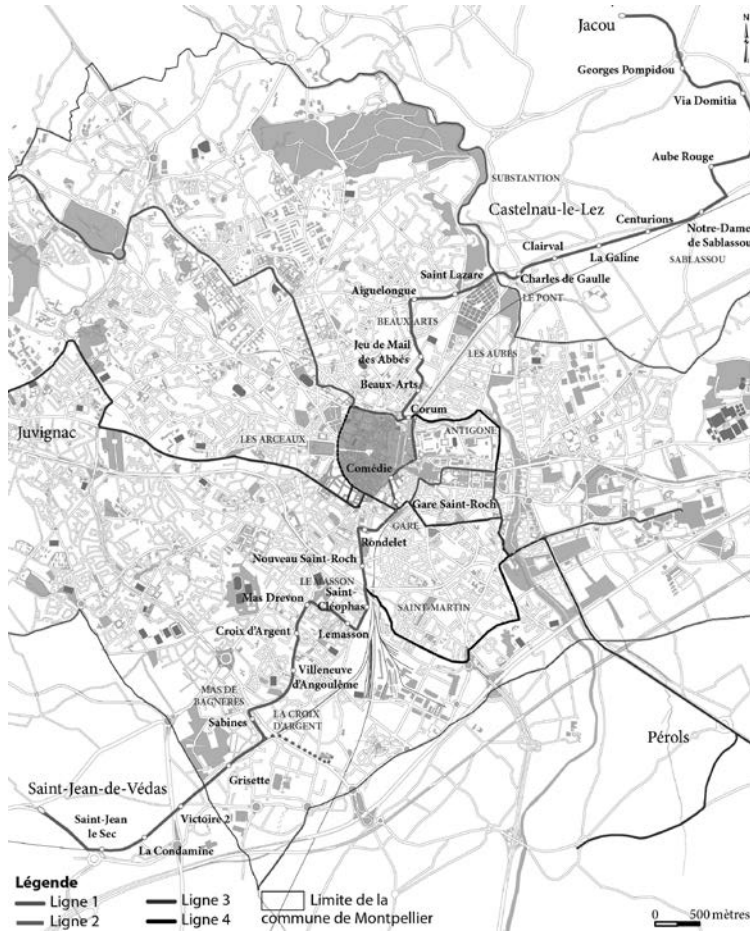 Jacou
N
Georges Pompidou
Via Domitia
Aube Rouge
SUBSTANTION
Castelnau-le-Lez
Centurions
Notre-Dame
de Sablassou
Clairval
La Galine
SABLASSOU
Saint Lazare
Charles de Gaulle
Aiguelongue
LE PONT
BEAUX-ARTS
Jeu de Mail
des Abbés
LES AUBES
Beaux-Arts
Corum
Juvignac
LES ARCEAUX
ANTIGONE
Comédie
Gare Saint-Roch
GARE
Rondelet
Nouveau Saint-Roch
LE MASSON
Mas Drevon
Saint-
Cléophas
SAINT-MARTIN
Croix d'Argent
Lemasson
Villeneuve
d'Angoulême
MAS DE
BAGNÈRES
LA CROIX
D'ARGENT
Sabines
Pérols
Grisette
Saint-Jean-de-Védas
Saint-Jean
le Sec
Victoire 2
La Condamine
Légende
Ligne 1
Ligne 2
Ligne 3
Ligne 4
Limite de la
commune de Montpellier
0 500 mètres